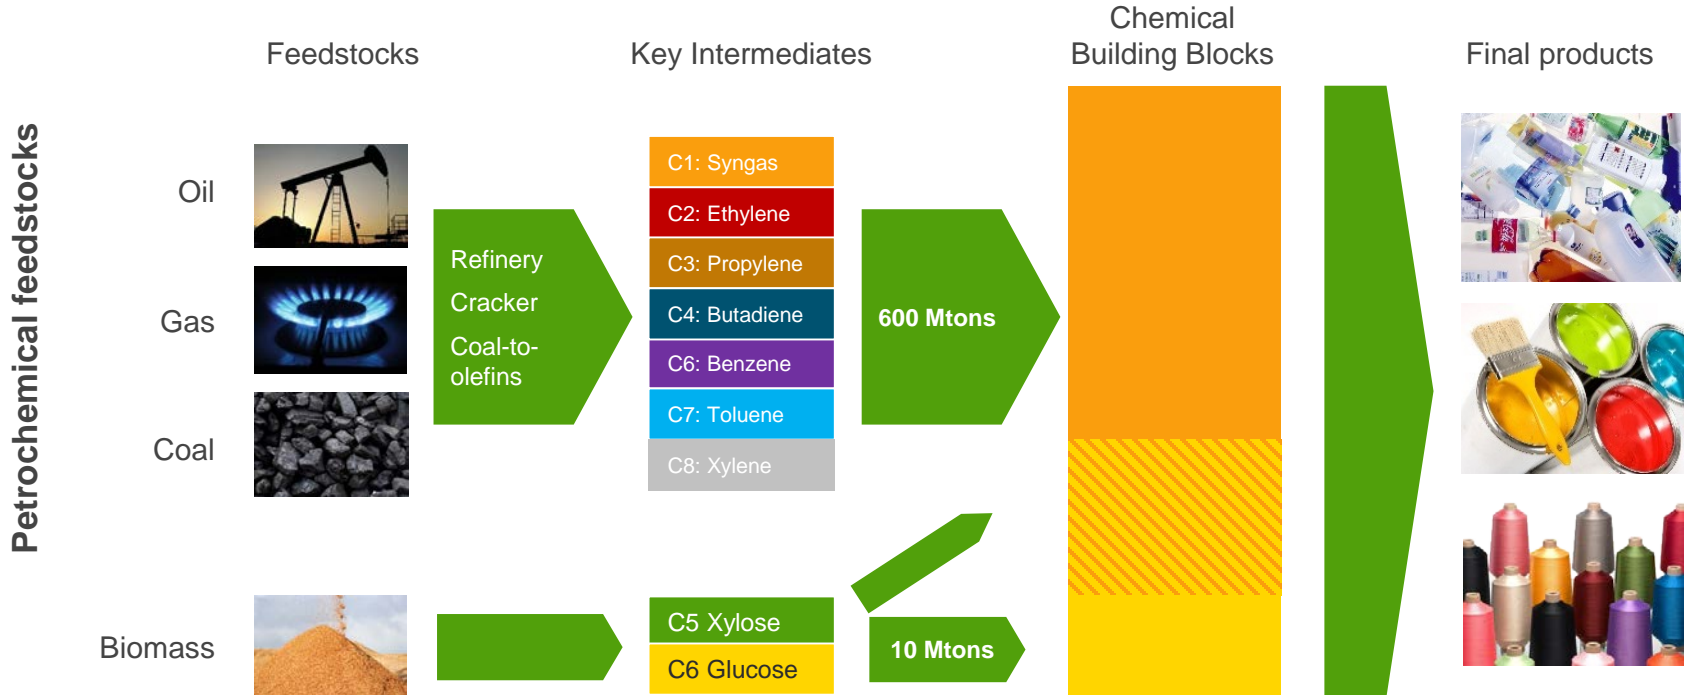 Feedstocks
Key Intermediates
Chemical
Building Blocks
Final products
Petrochemical feedstocks
Oil
Gas
Coal
Biomass
Refinery
Cracker
Coal-to-
olefins
C1: Syngas
C2: Ethylene
C3: Propylene
C4: Butadiene
C6: Benzene
C7: Toluene
C8: Xylene
600 Mtons
C5 Xylose
C6 Glucose
10 Mtons